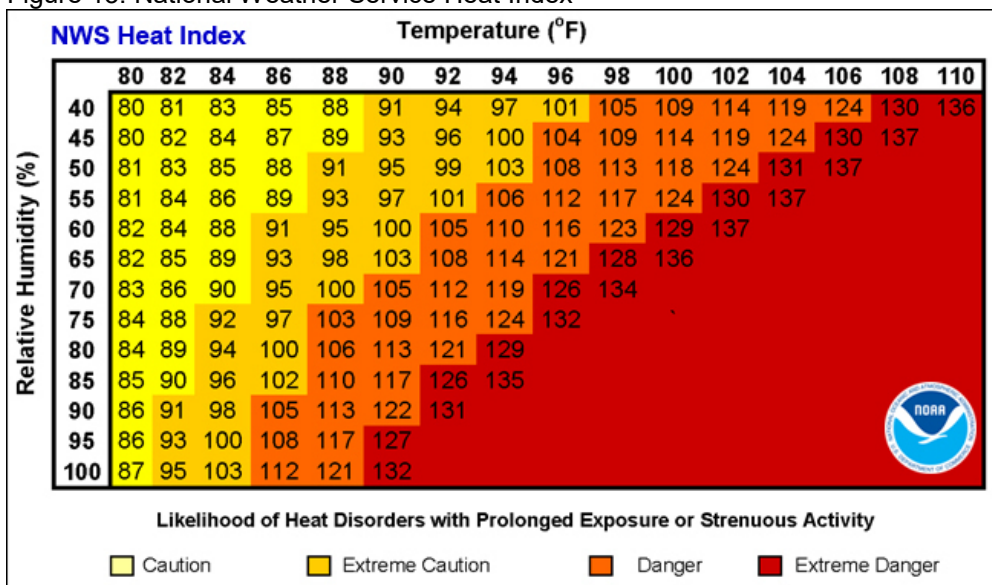 Figure 15. National Weather Service Heat Index
NWS Heat Index Temperature (°F)
80 82 84 86 88 90 92 94 96 98 100 102 104 106 108 110
40 80 81 83 85 88 91 94 97 101 105 109 114 119 124 130 136
45 80 82 84 87 89 93 96 100 104 109 114 119 124 130 137
50 81 83 85 88 91 95 99 103 108 113 118 124 131 137
55 81 84 86 89 93 97 101 106 112 117 124 130 137
60 82 84 88 91 95 100 105 110 116 123 129 137
65 82 85 89 93 98 103 108 114 121 128 136
70 83 86 90 95 100 105 112 119 126 134
75 84 88 92 97 103 109 116 124 132
80 84 89 94 100 106 113 121 129
85 85 90 96 102 110 117 126 135
90 86 91 98 105 113 122 131
95 86 93 100 108 117 127
100 87 95 103 112 121 132
Relative Humidity (%)
NOAA
Likelihood of Heat Disorders with Prolonged Exposure or Strenuous Activity
Caution Extreme Caution Danger Extreme Danger